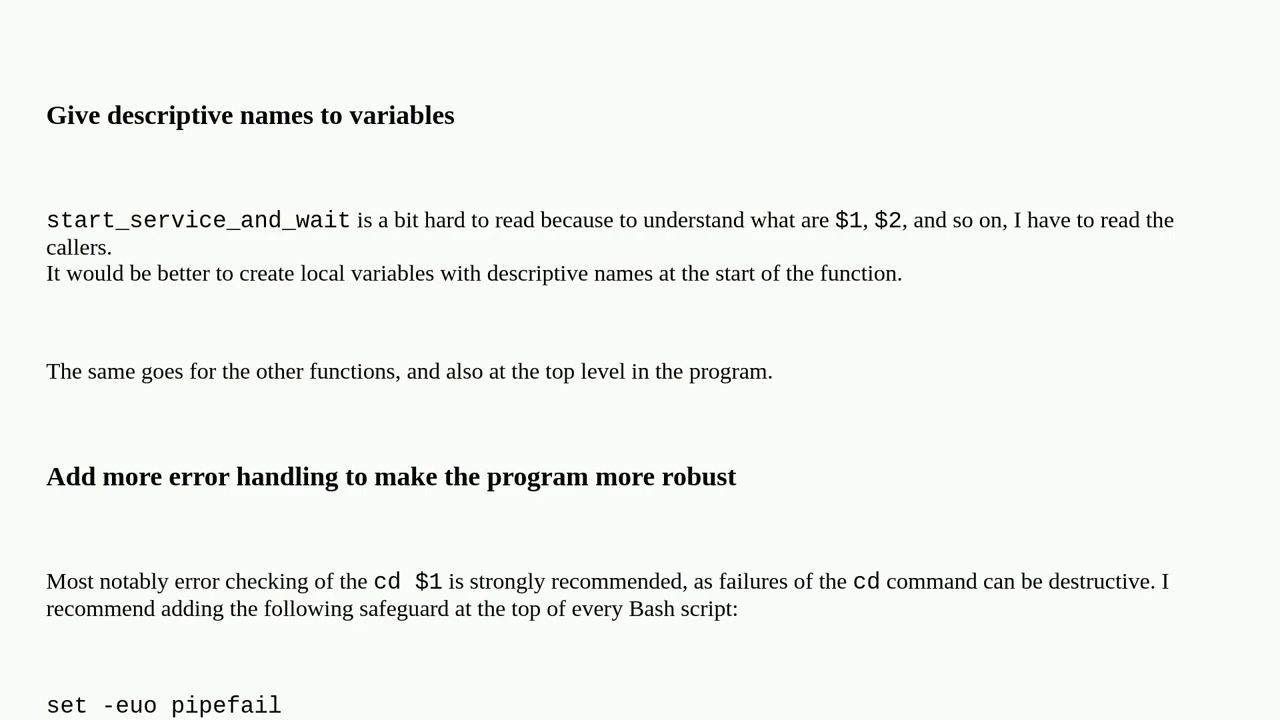 Give descriptive names to variables
start_service_and_wait is a bit hard to read because to understand what are $1, $2, and so on, I have to read the
callers.
It would be better to create local variables with descriptive names at the start of the function.
The same goes for the other functions, and also at the top level in the program.
Add more error handling to make the program more robust
Most notably error checking of the cd $1 is strongly recommended, as failures of the cd command can be destructive. I
recommend adding the following safeguard at the top of every Bash script:
set -euo pipefail